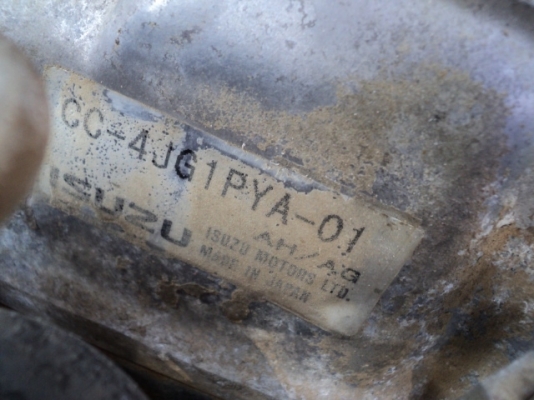 CC-4JG1PYA-01
AH/AG
ISUZU
ISUZU MOTORS LTD.
MADE IN JAPAN